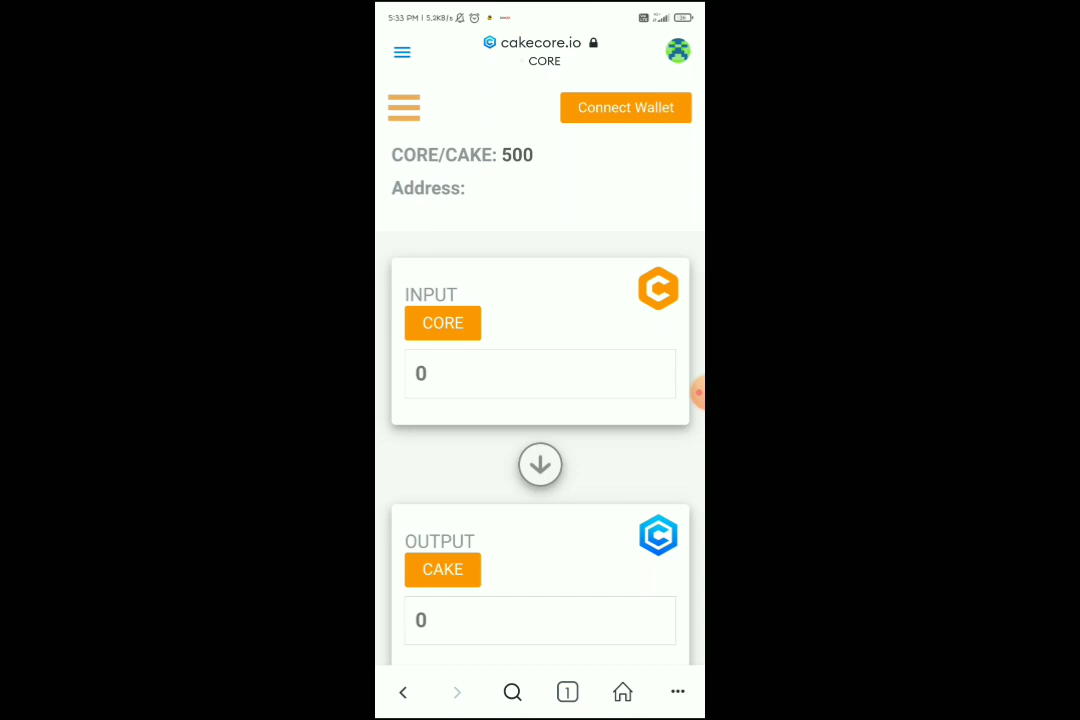 5:33 PM | 5.2KB/s
cakecore.io
CORE
Connect Wallet
CORE/CAKE: 500
Address:
INPUT
CORE
0
OUTPUT
CAKE
0
1